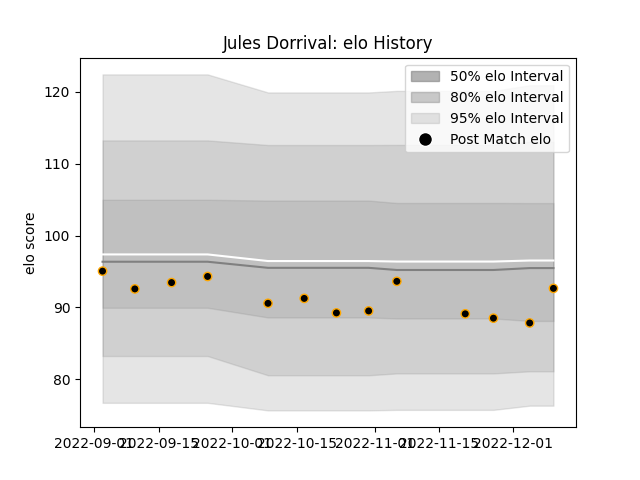 Jules Dorrival: elo History
50% elo Interval
80% elo Interval
95% elo Interval
Post Match elo
120
110
100
90
80
elo score
2022-09-01
2022-09-15
2022-10-01
2022-10-15
2022-11-01
2022-11-15
2022-12-01